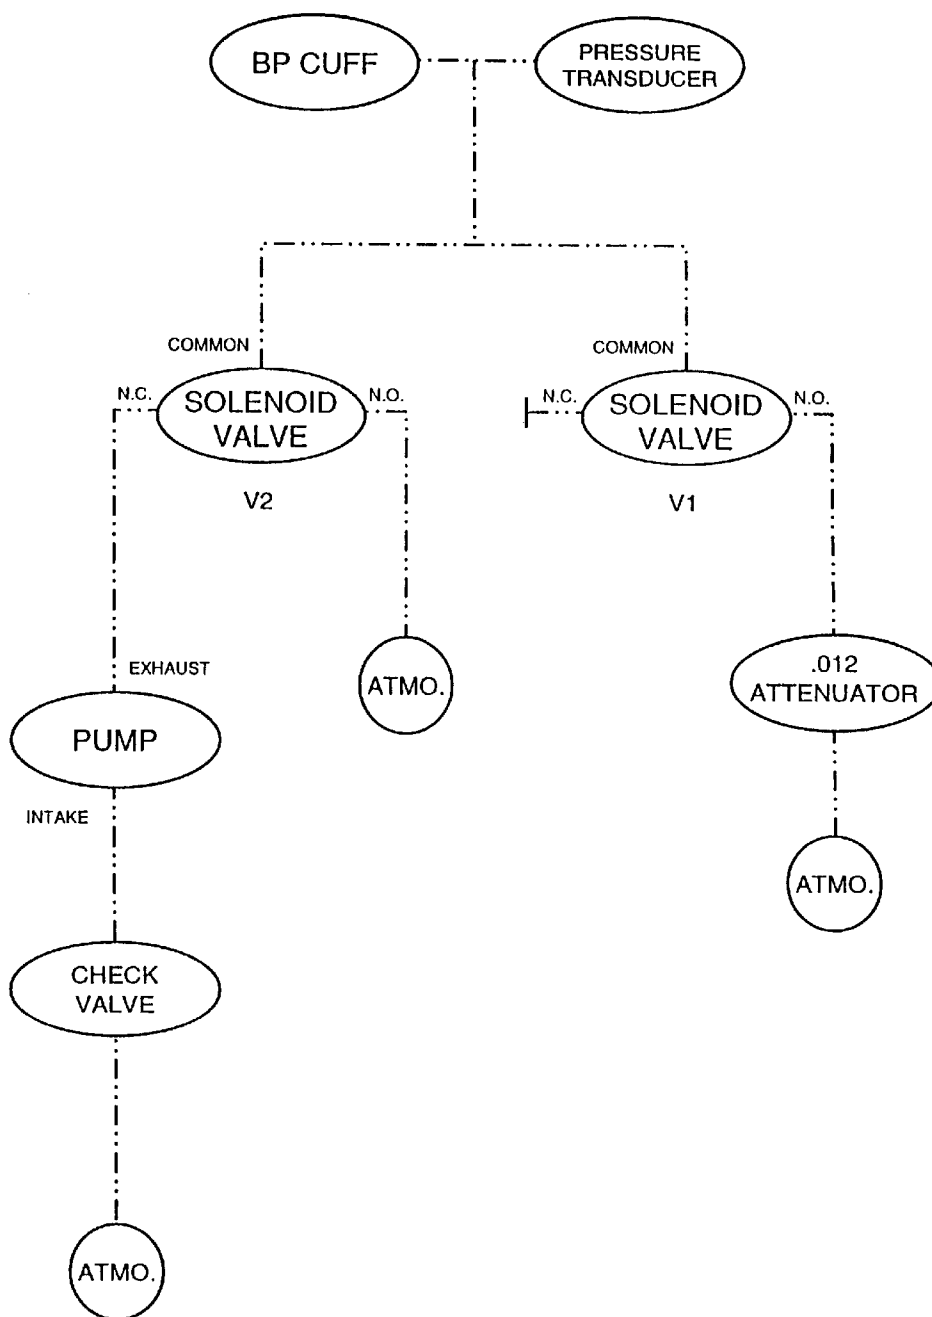 BP CUFF
PRESSURE
TRANSDUCER
COMMON
COMMON
N.C.
SOLENOID
VALVE
N.O.
N.C.
SOLENOID
VALVE
N.O.
V2
V1
EXHAUST
ATMO.
.012
ATTENUATOR
PUMP
INTAKE
ATMO.
CHECK
VALVE
ATMO.